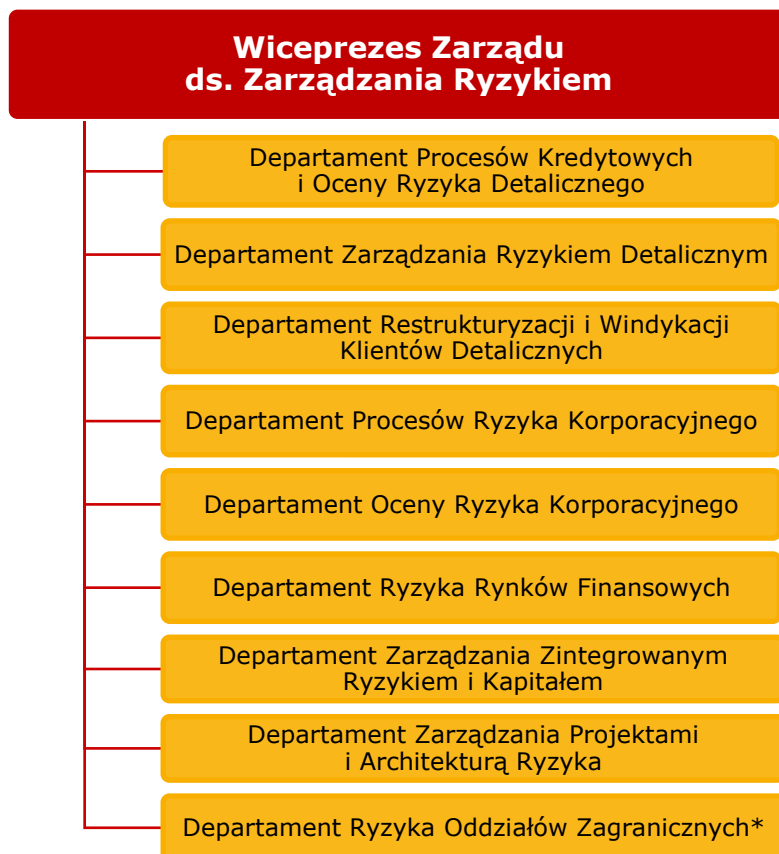 Wiceprezes Zarządu
ds. Zarządzania Ryzykiem
Departament Procesów Kredytowych
i Oceny Ryzyka Detalicznego
Departament Zarządzania Ryzykiem Detalicznym
Departament Restrukturyzacji i Windykacji
Klientów Detalicznych
Departament Procesów Ryzyka Korporacyjnego
Departament Oceny Ryzyka Korporacyjnego
Departament Ryzyka Rynków Finansowych
Departament Zarządzania Zintegrowanym
Ryzykiem i Kapitałem
Departament Zarządzania Projektami
i Architekturą Ryzyka
Departament Ryzyka Oddziałów Zagranicznych*